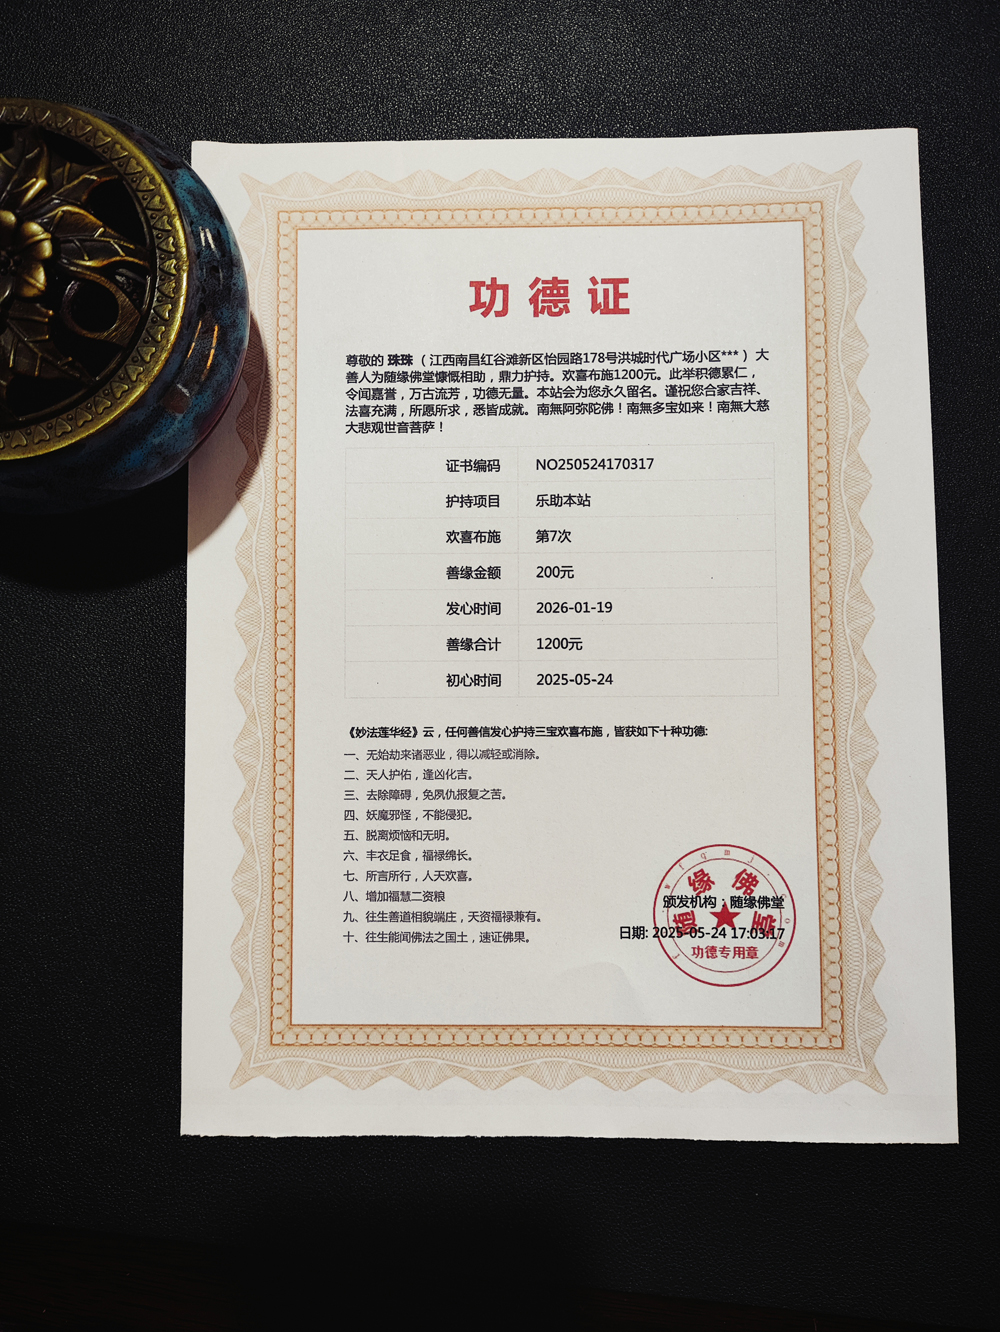 功德证
尊敬的 珠珠 （ 江西南昌红谷滩新区怡园路178号洪城时代广场小区*** ） 大
善人为随缘佛堂慷慨相助，鼎力护持。欢喜布施1200元。此举积德累仁，
令闻嘉誉，万古流芳，功德无量。本站会为您永久留名。谨祝您合家吉祥、
法喜充满，所愿所求，悉皆成就。南無阿弥陀佛！南無多宝如来！南無大慈
大悲观世音菩萨！
证书编码 NO250524170317
护持项目 乐助本站
欢喜布施 第7次
善缘金额 200元
发心时间 2026-01-19
善缘合计 1200元
初心时间 2025-05-24
《妙法莲华经》云，任何善信发心护持三宝欢喜布施，皆获如下十种功德:
一、无始劫来诸恶业，得以减轻或消除。
二、天人护佑，逢凶化吉。
三、去除障碍，免夙仇报复之苦。
四、妖魔邪怪，不能侵犯。
五、脱离烦恼和无明。
六、丰衣足食，福禄绵长。
七、所言所行，人天欢喜。
八、增加福慧二资粮
九、往生善道相貌端庄，天资福禄兼有。
十、往生能闻佛法之国土，速证佛果。
颁发机构：随缘佛堂
日期: 2025-05-24 17:03:17
随缘佛堂
功德专用章